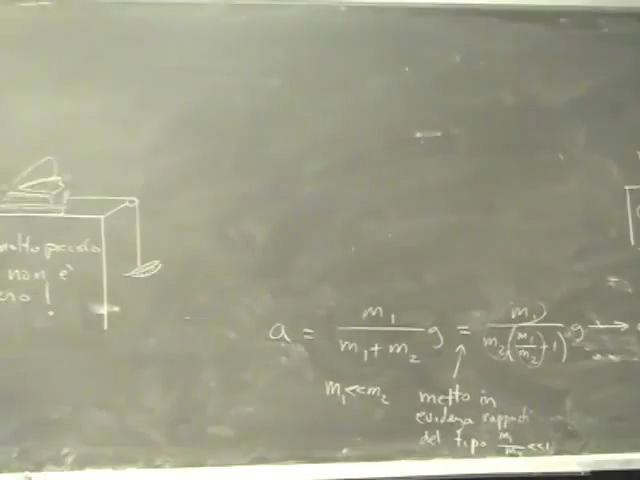 non è
a = m₁/(m₁+m₂) g = m₁/(m₂(m₁/m₂+1)) g →
m₁<<m₂
metto in
evidenza rapporti
del tipo m₁/m₂<<1